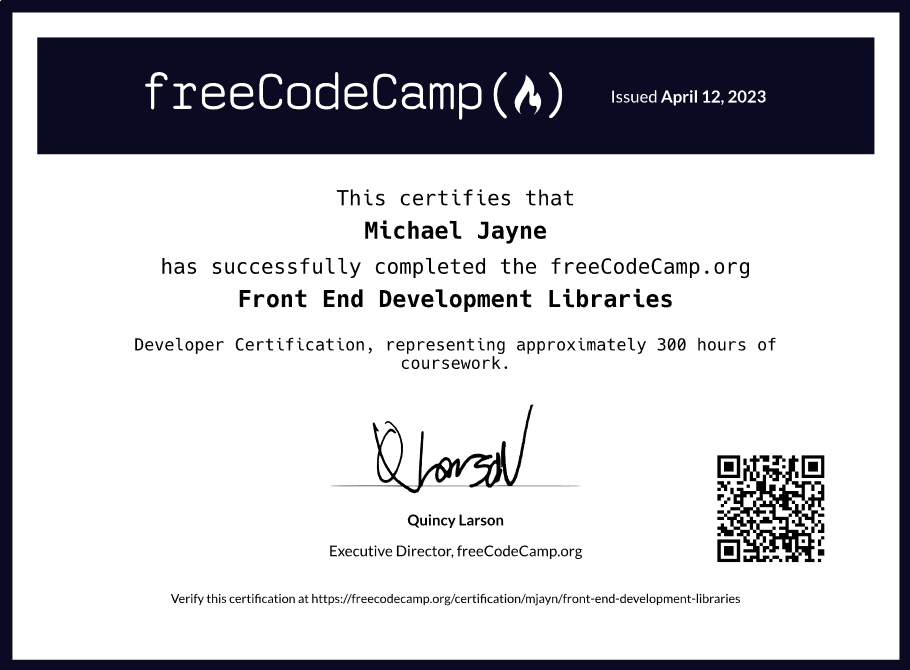 freeCodeCamp(🔥)
Issued April 12, 2023
This certifies that
Michael Jayne
has successfully completed the freeCodeCamp.org
Front End Development Libraries
Developer Certification, representing approximately 300 hours of
coursework.
Q Larson
Quincy Larson
Executive Director, freeCodeCamp.org
Verify this certification at https://freecodecamp.org/certification/mjayn/front-end-development-libraries